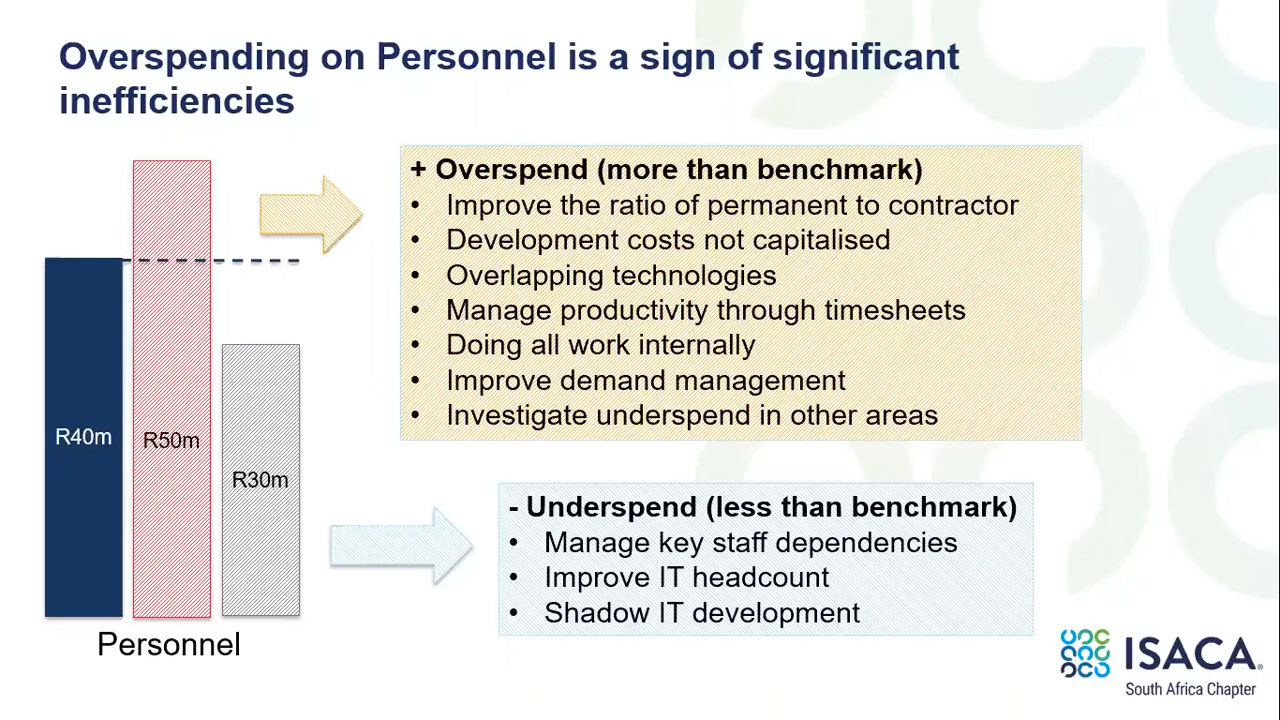 Overspending on Personnel is a sign of significant
inefficiencies
+ Overspend (more than benchmark)
• Improve the ratio of permanent to contractor
• Development costs not capitalised
• Overlapping technologies
• Manage productivity through timesheets
• Doing all work internally
• Improve demand management
• Investigate underspend in other areas
R40m
R50m
R30m
Personnel
- Underspend (less than benchmark)
• Manage key staff dependencies
• Improve IT headcount
• Shadow IT development
ISACA®
South Africa Chapter